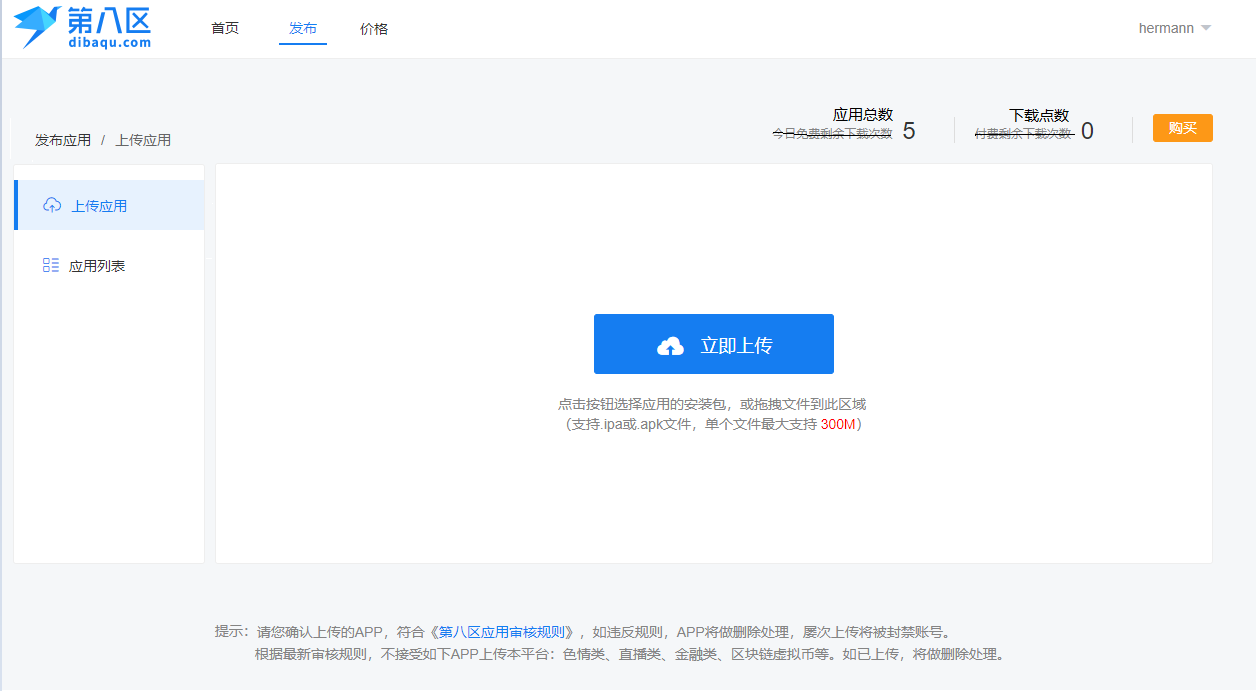 第八区
dibaqu.com
首页 发布 价格 hermann
应用总数
今日免费剩余下载次数 5
下载点数
付费剩余下载次数 0
购买
发布应用 / 上传应用
上传应用
应用列表
立即上传
点击按钮选择应用的安装包，或拖拽文件到此区域
（支持.ipa或.apk文件，单个文件最大支持 300M）
提示：请您确认上传的APP，符合《第八区应用审核规则》，如违反规则，APP将做删除处理，屡次上传将被封禁账号。
根据最新审核规则，不接受如下APP上传本平台：色情类、直播类、金融类、区块链虚拟币等。如已上传，将做删除处理。